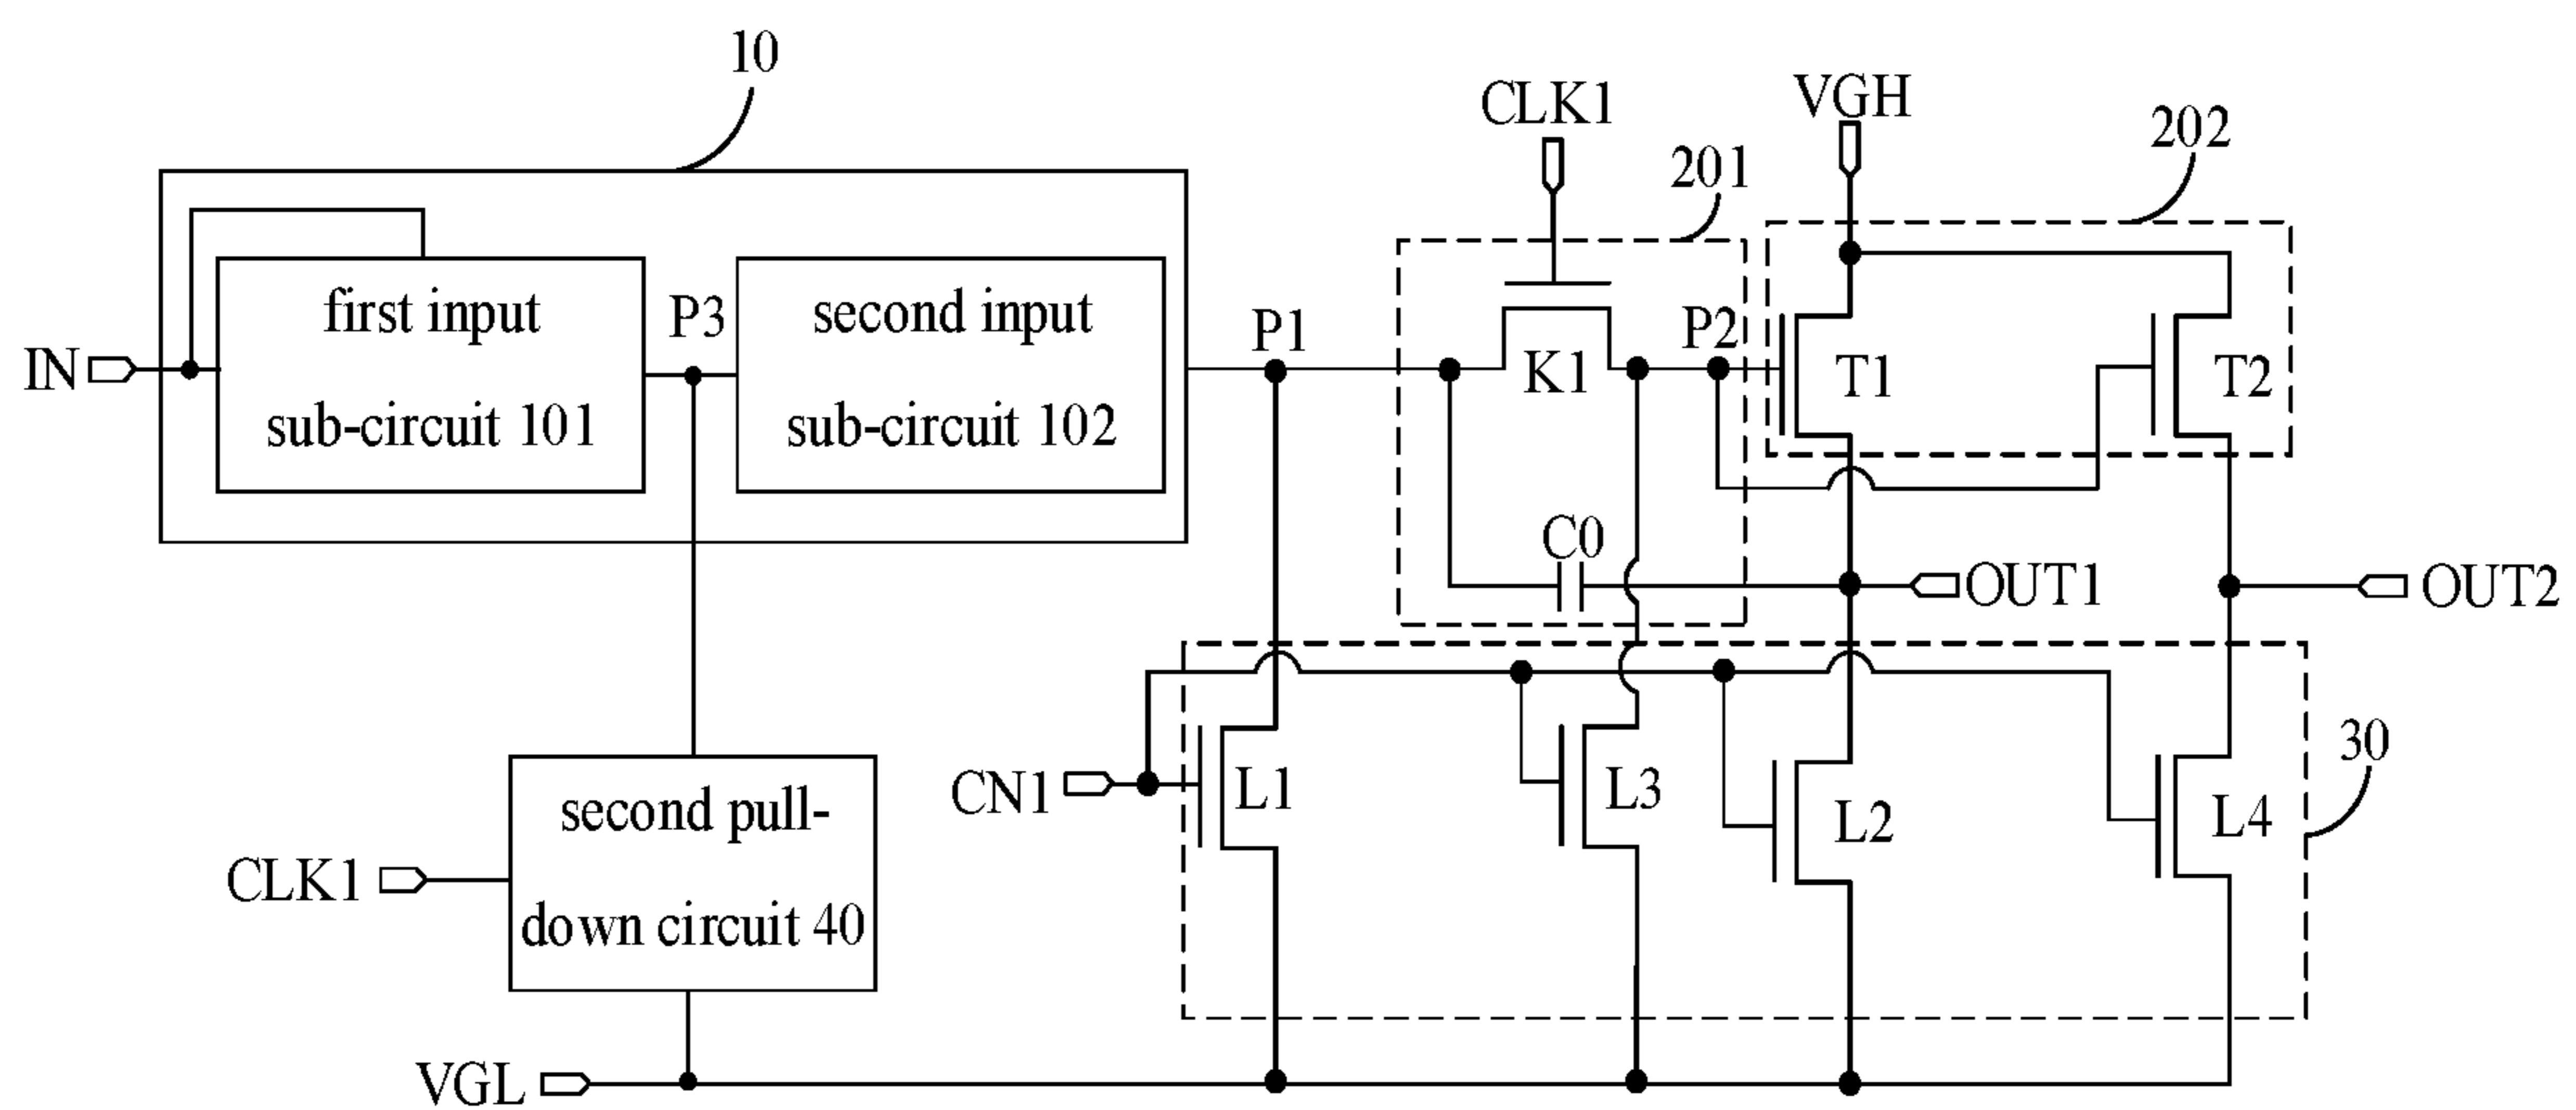 10
CLK1
VGH
202
201
first input
sub-circuit 101
P3
second input
sub-circuit 102
IN
P1
K1
P2
T1
T2
C0
OUT1
OUT2
CN1
L1
L3
L2
L4
30
second pull-
down circuit 40
CLK1
VGL